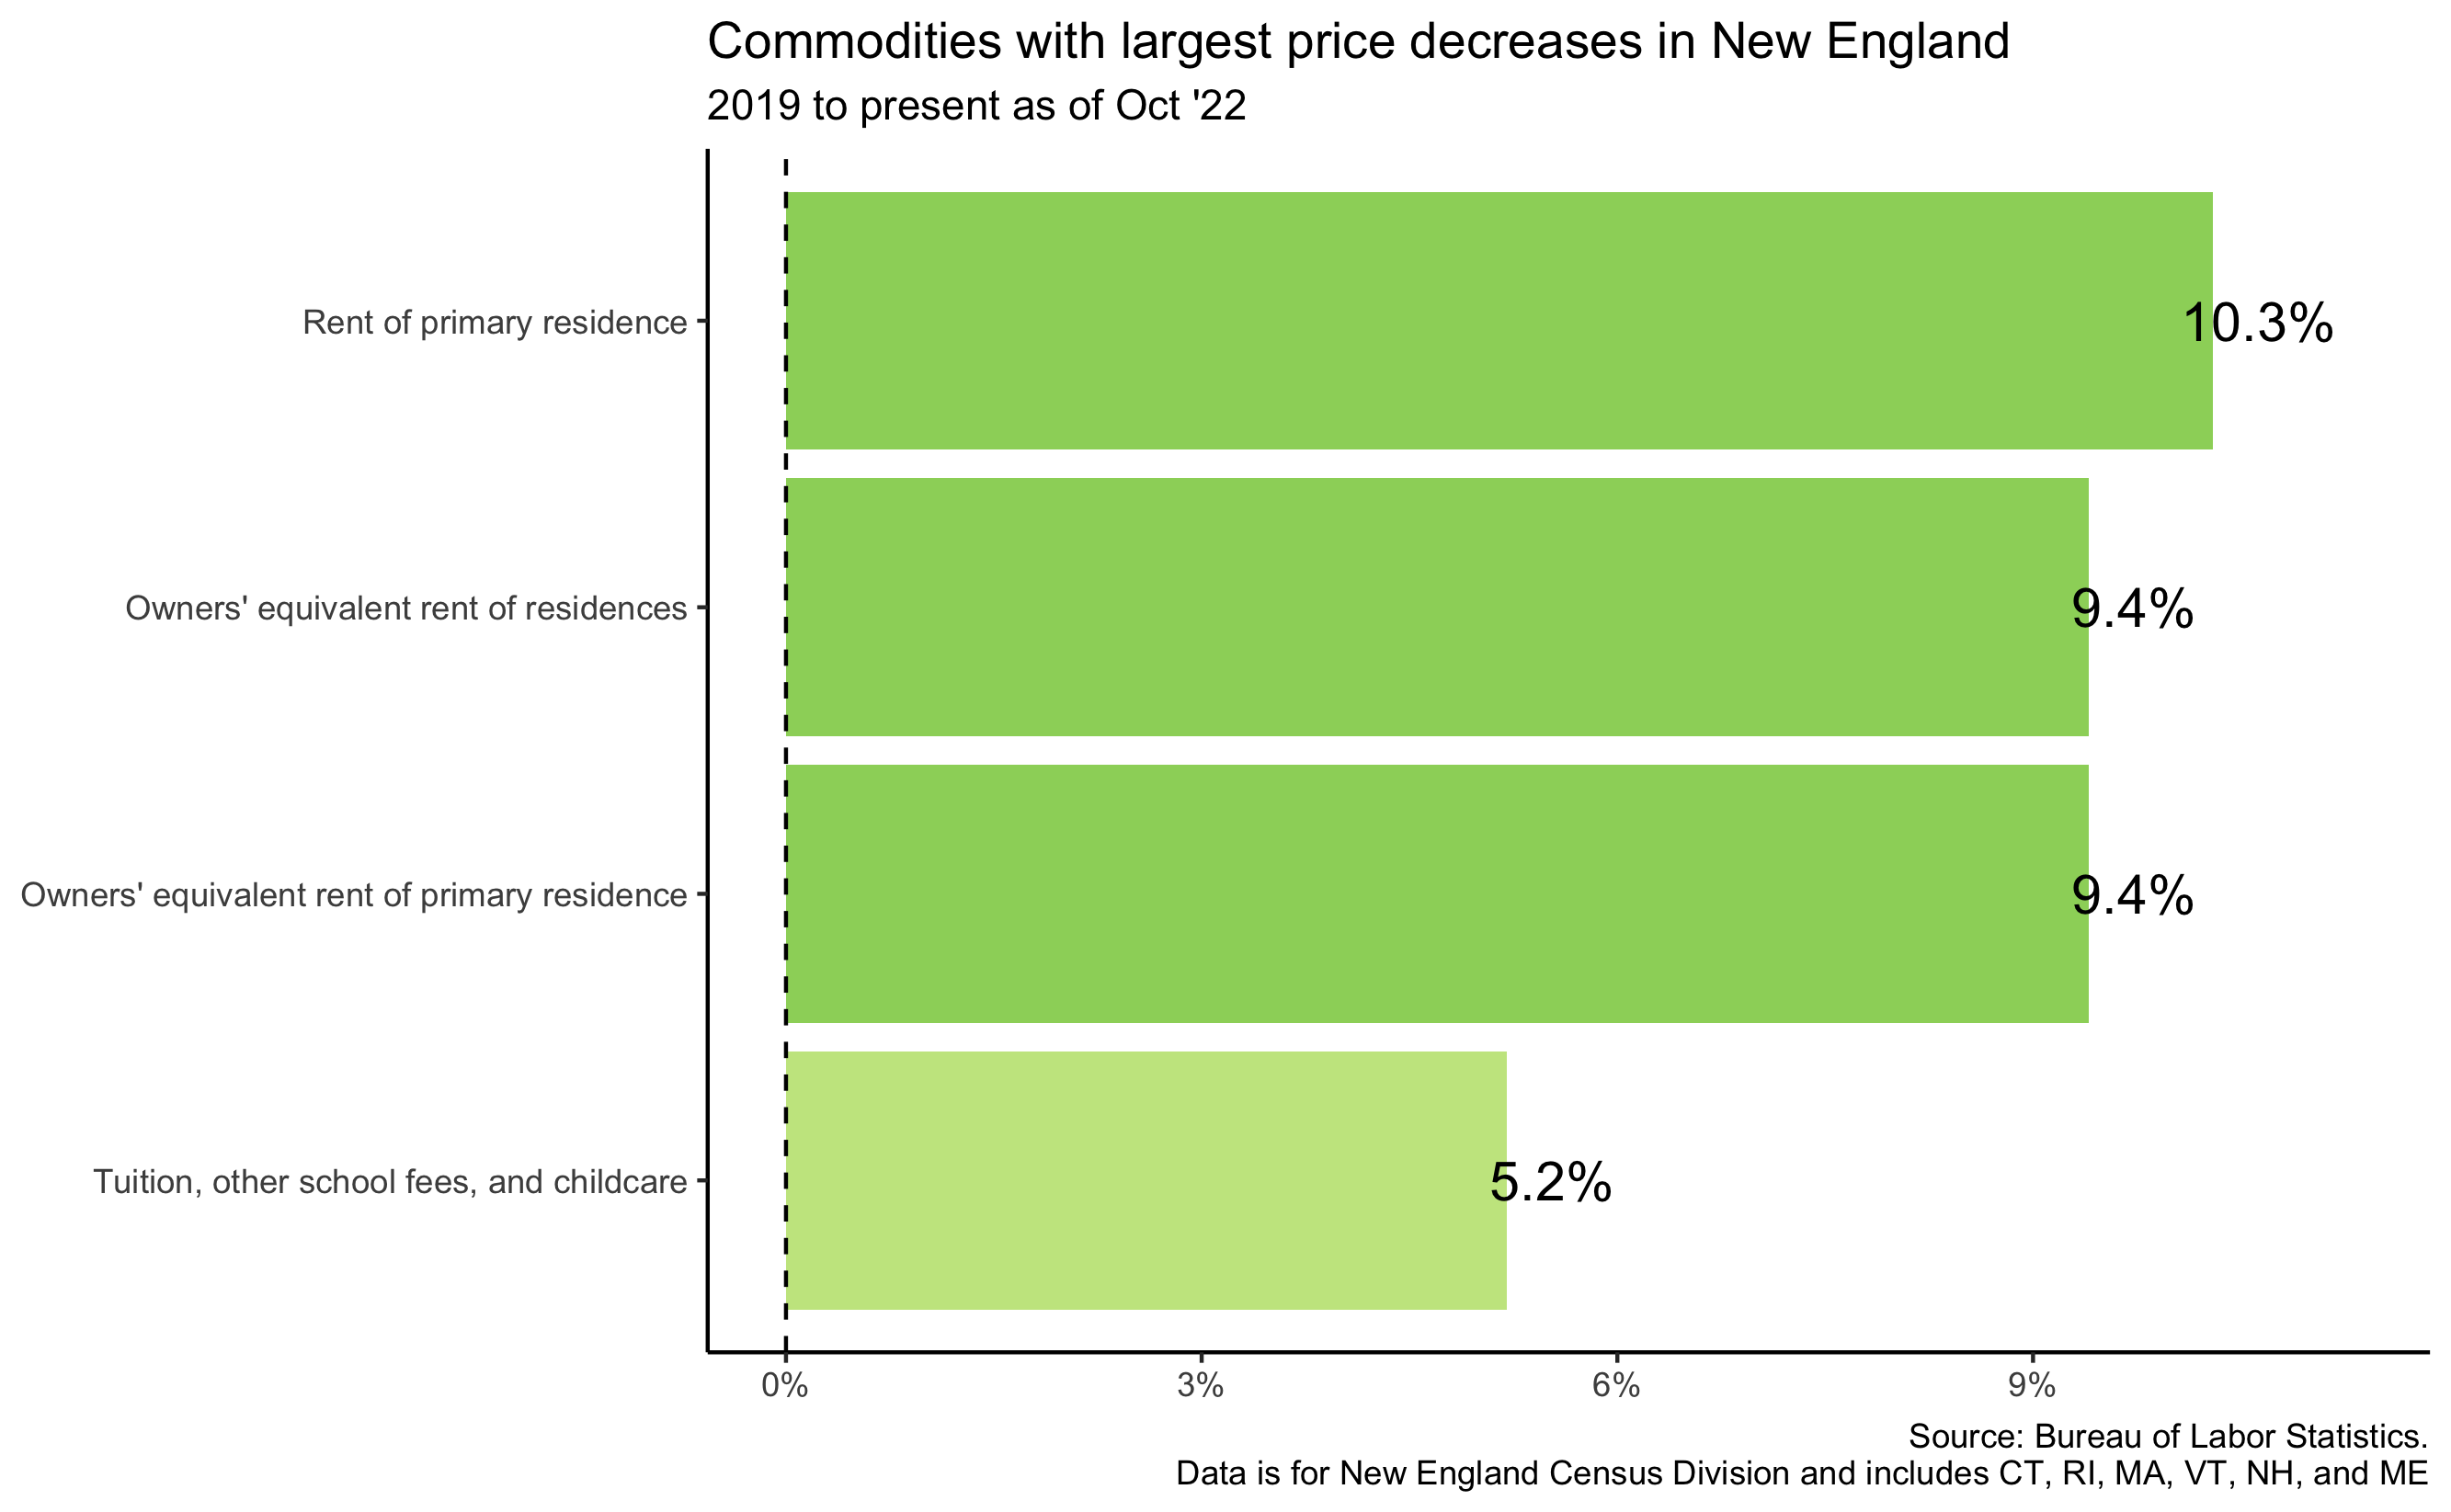 Commodities with largest price decreases in New England
2019 to present as of Oct '22
Rent of primary residence
10.3%
Owners' equivalent rent of residences
9.4%
Owners' equivalent rent of primary residence
9.4%
Tuition, other school fees, and childcare
5.2%
0%
3%
6%
9%
Source: Bureau of Labor Statistics.
Data is for New England Census Division and includes CT, RI, MA, VT, NH, and ME